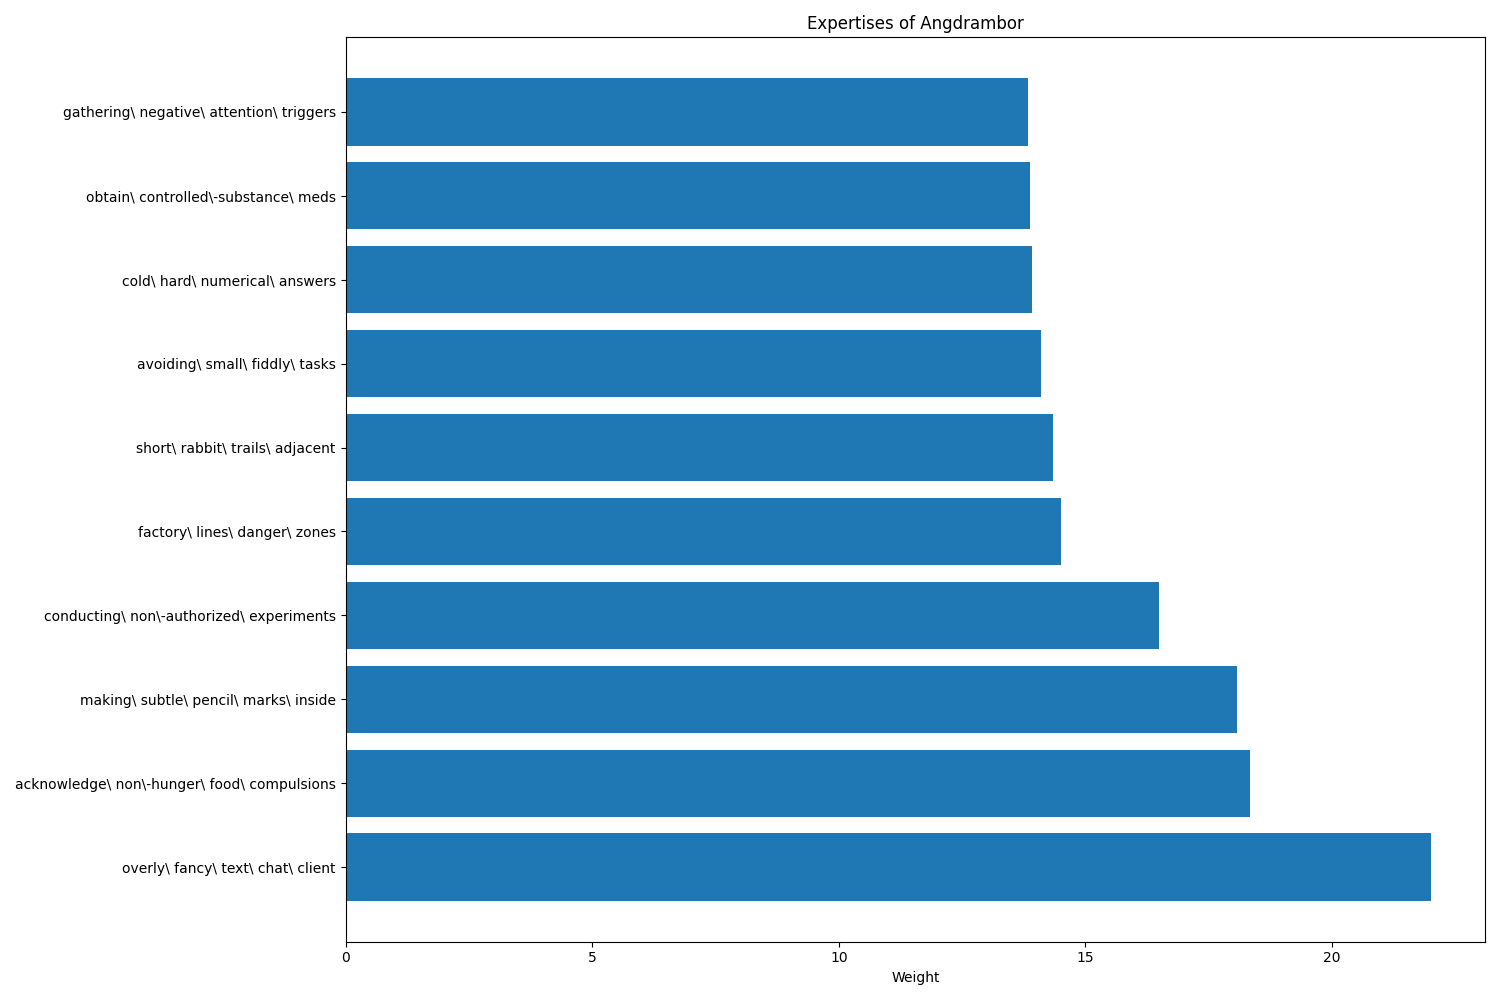 Expertises of Angdrambor
gathering\ negative\ attention\ triggers
obtain\ controlled\-substance\ meds
cold\ hard\ numerical\ answers
avoiding\ small\ fiddly\ tasks
short\ rabbit\ trails\ adjacent
factory\ lines\ danger\ zones
conducting\ non\-authorized\ experiments
making\ subtle\ pencil\ marks\ inside
acknowledge\ non\-hunger\ food\ compulsions
overly\ fancy\ text\ chat\ client
0 5 10 15 20
Weight